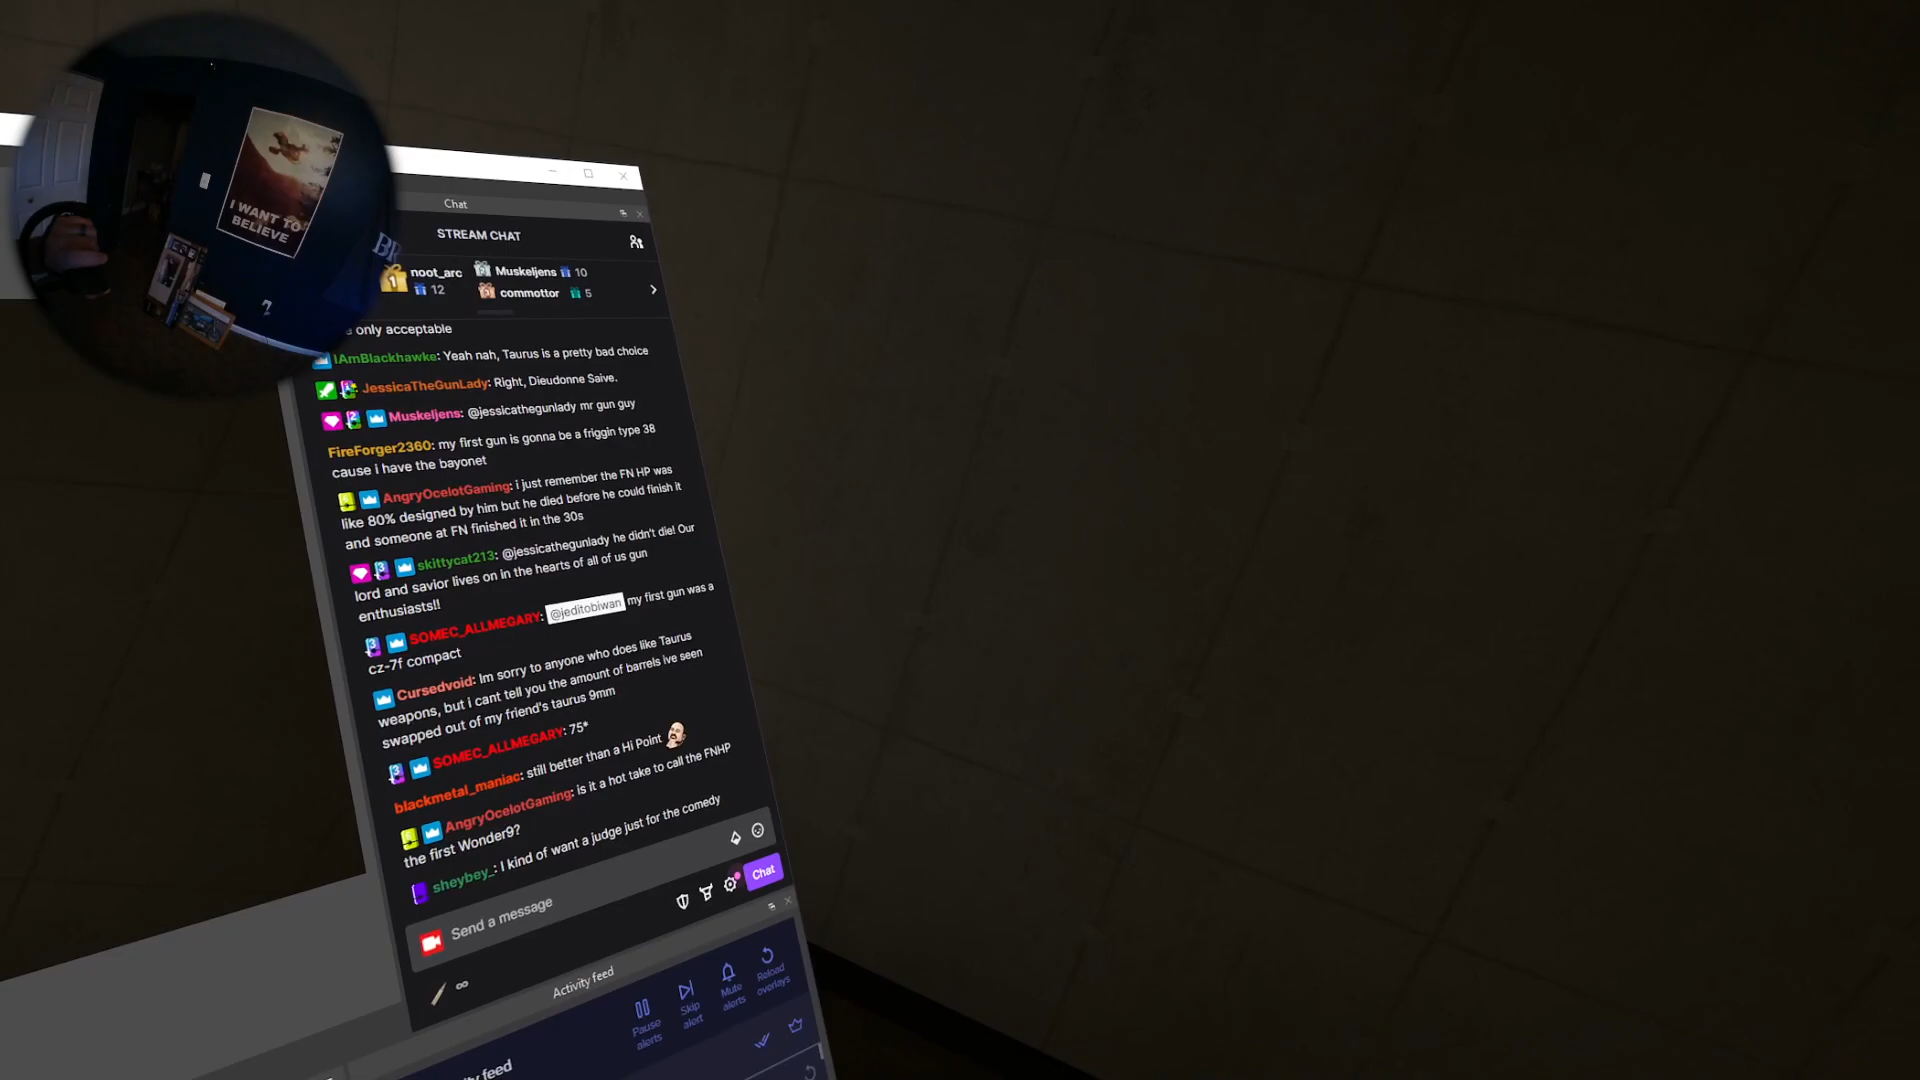 I WANT TO
BELIEVE
BR
Chat
STREAM CHAT
1 noot_arc
12
2 Muskeljens 10
3 commottor 5
e only acceptable
IAmBlackhawke: Yeah nah, Taurus is a pretty bad choice
JessicaTheGunLady: Right, Dieudonne Saive.
2 Muskeljens: @jessicathegunlady mr gun guy
FireForger2360: my first gun is gonna be a friggin type 38
cause i have the bayonet
AngryOcelotGaming: i just remember the FN HP was
like 80% designed by him but he died before he could finish it
and someone at FN finished it in the 30s
3 skittycat213: @jessicathegunlady he didn't die! Our
lord and savior lives on in the hearts of all of us gun
enthusiasts!!
3 SOMEC_ALLMEGARY: @jeditobiwan my first gun was a
cz-7f compact
Cursedvoid: Im sorry to anyone who does like Taurus
weapons, but i cant tell you the amount of barrels ive seen
swapped out of my friend's taurus 9mm
3 SOMEC_ALLMEGARY: 75*
blackmetal_maniac: still better than a Hi Point
AngryOcelotGaming: is it a hot take to call the FNHP
the first Wonder9?
sheybey_: I kind of want a judge just for the comedy
Send a message
Chat
∞
Activity feed
Pause
alerts
Skip
alert
Mute
alerts
Reload
overlays
ity feed